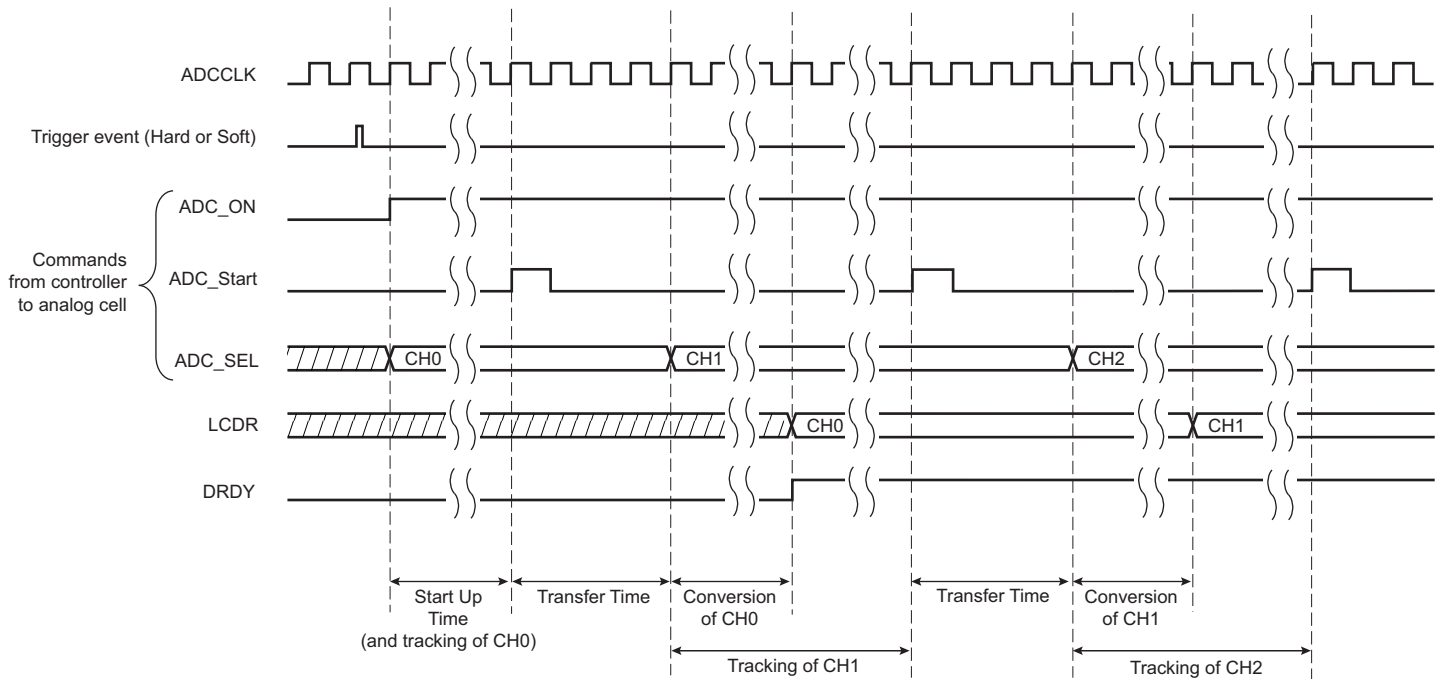 ADCCLK
Trigger event (Hard or Soft)
ADC_ON
Commands
from controller
to analog cell
ADC_Start
ADC_SEL
CH0
CH1
CH2
LCDR
CH0
CH1
DRDY
Start Up
Time
(and tracking of CH0)
Transfer Time
Conversion
of CH0
Tracking of CH1
Transfer Time
Conversion
of CH1
Tracking of CH2